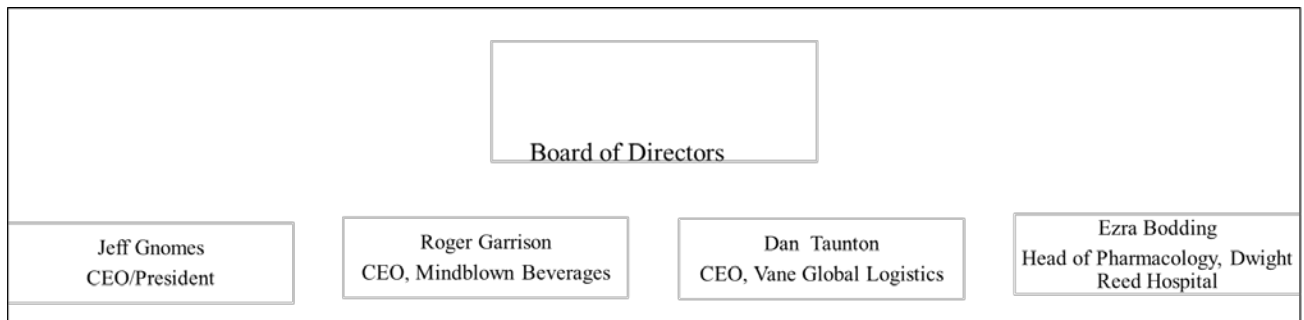 Board of Directors
Jeff Gnomes
CEO/President
Roger Garrison
CEO, Mindblown Beverages
Dan Taunton
CEO, Vane Global Logistics
Ezra Bodding
Head of Pharmacology, Dwight
Reed Hospital